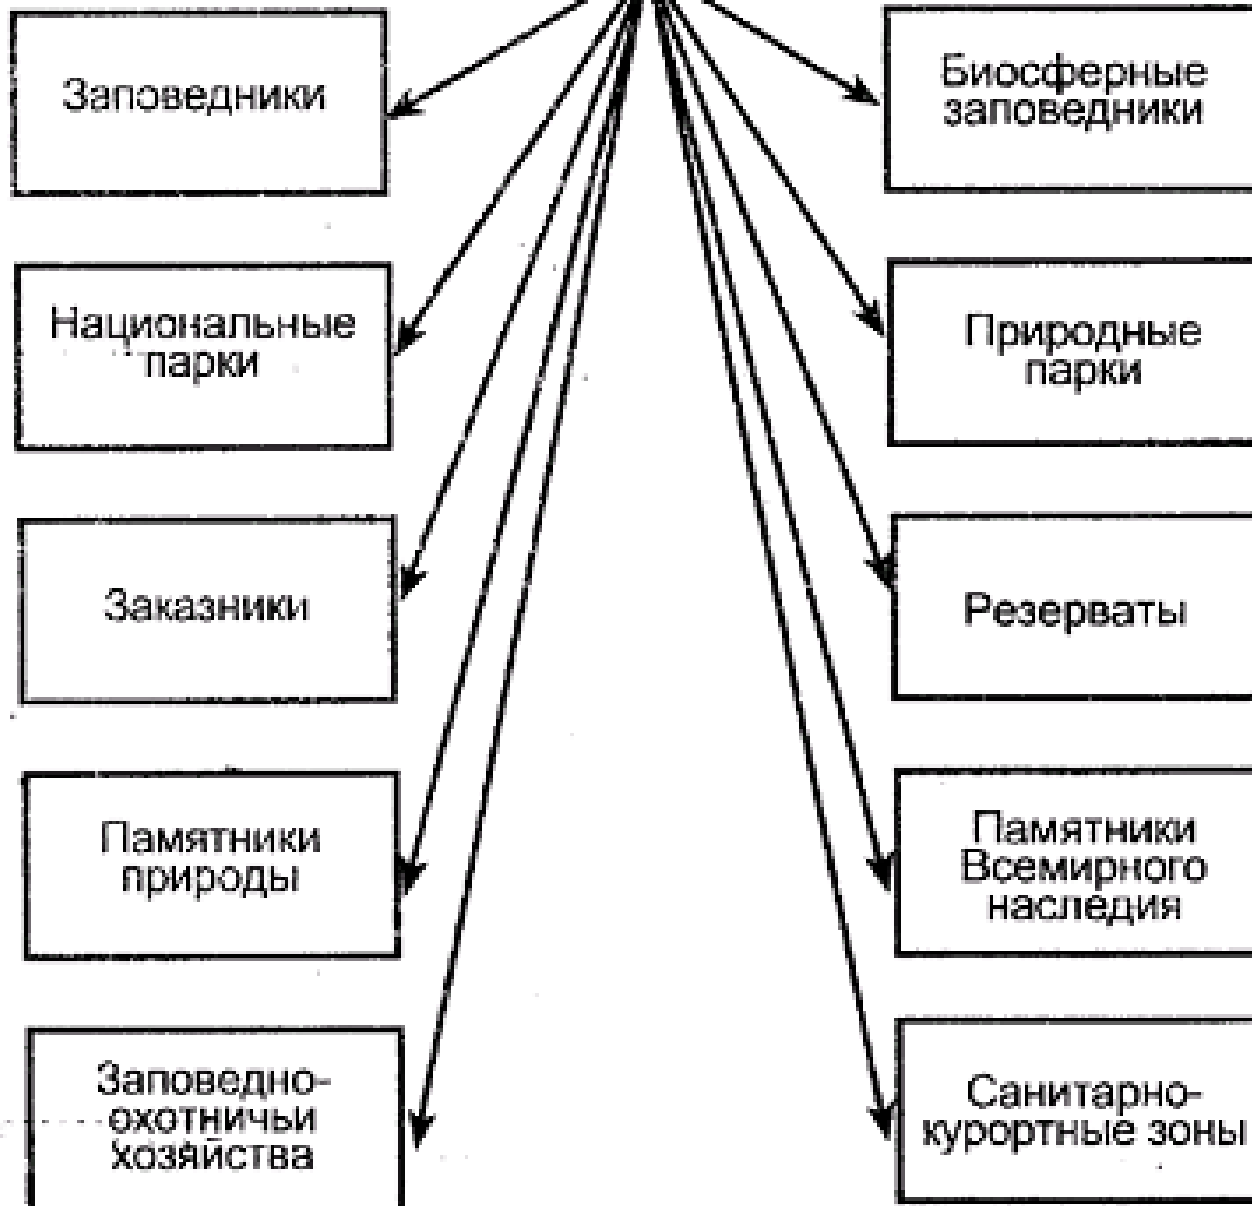 Заповедники
Биосферные
заповедники
Национальные
парки
Природные
парки
Заказники
Резерваты
Памятники
природы
Памятники
Всемирного
наследия
Заповедно-
охотничьи
хозяйства
Санитарно-
курортные зоны